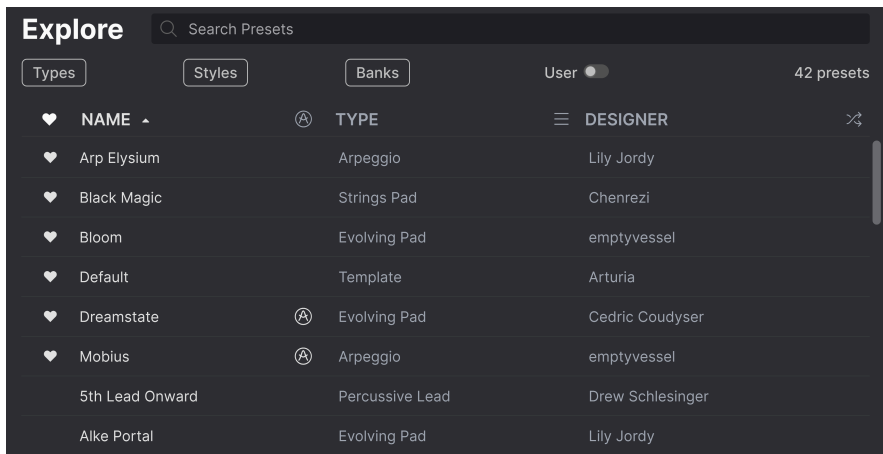 Explore Search Presets
Types Styles Banks User 42 presets
NAME TYPE DESIGNER
Arp Elysium Arpeggio Lily Jordy
Black Magic Strings Pad Chenrezi
Bloom Evolving Pad emptyvessel
Default Template Arturia
Dreamstate Evolving Pad Cedric Coudyser
Mobius Arpeggio emptyvessel
5th Lead Onward Percussive Lead Drew Schlesinger
Alke Portal Evolving Pad Lily Jordy